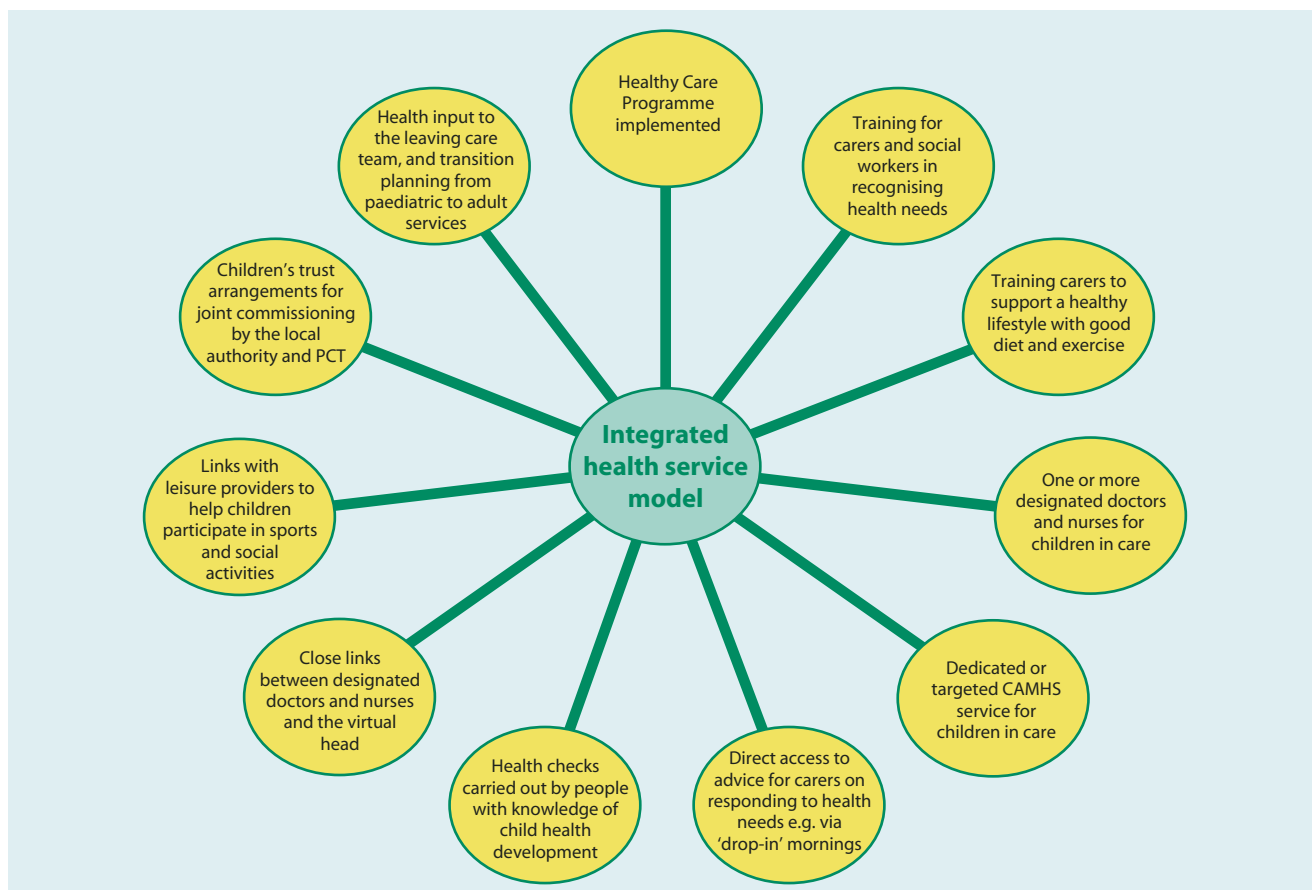 Healthy Care
Programme
implemented
Training for
carers and social
workers in
recognising
health needs
Training carers to
support a healthy
lifestyle with good
diet and exercise
One or more
designated doctors
and nurses for
children in care
Dedicated or
targeted CAMHS
service for
children in care
Direct access to
advice for carers on
responding to health
needs e.g. via
‘drop-in’ mornings
Health checks
carried out by people
with knowledge of
child health
development
Close links
between designated
doctors and nurses
and the virtual
head
Links with
leisure providers to
help children
participate in sports
and social
activities
Children’s trust
arrangements for
joint commissioning
by the local
authority and PCT
Health input to
the leaving care
team, and transition
planning from
paediatric to adult
services
Integrated
health service
model